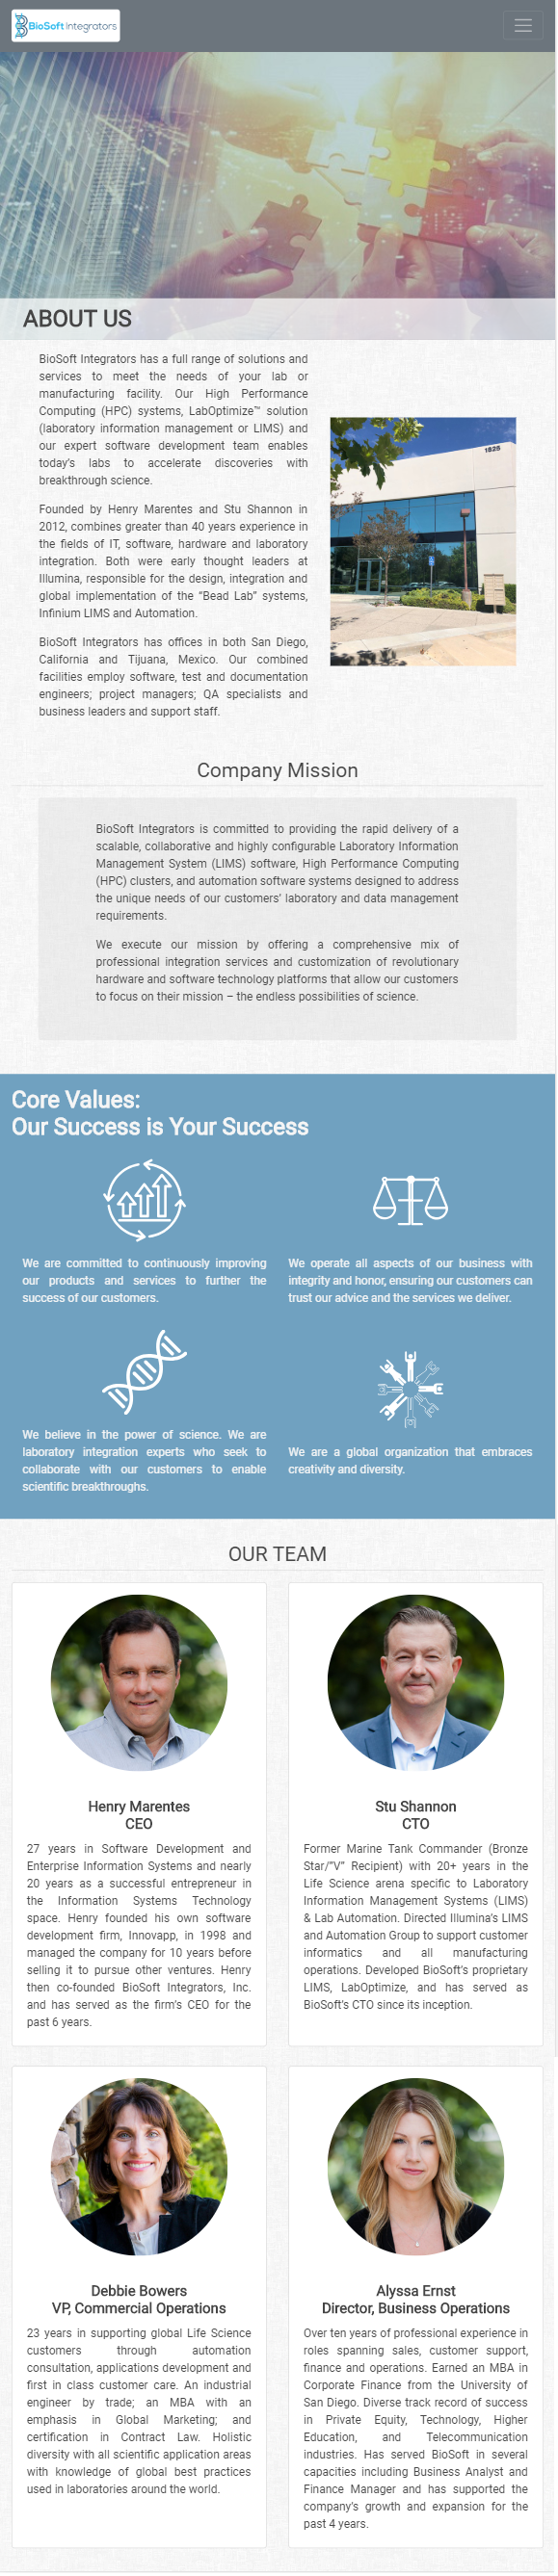 BioSoft Integrators
ABOUT US
BioSoft Integrators has a full range of solutions and
services to meet the needs of your lab or
manufacturing facility. Our High Performance
Computing (HPC) systems, LabOptimize™ solution
(laboratory information management or LIMS) and
our expert software development team enables
today's labs to accelerate discoveries with
breakthrough science.
Founded by Henry Marentes and Stu Shannon in
2012, combines greater than 40 years experience in
the fields of IT, software, hardware and laboratory
integration. Both were early thought leaders at
Illumina, responsible for the design, integration and
global implementation of the “Bead Lab” systems,
Infinium LIMS and Automation.
BioSoft Integrators has offices in both San Diego,
California and Tijuana, Mexico. Our combined
facilities employ software, test and documentation
engineers; project managers; QA specialists and
business leaders and support staff.
1825
Company Mission
BioSoft Integrators is committed to providing the rapid delivery of a
scalable, collaborative and highly configurable Laboratory Information
Management System (LIMS) software, High Performance Computing
(HPC) clusters, and automation software systems designed to address
the unique needs of our customers’ laboratory and data management
requirements.
We execute our mission by offering a comprehensive mix of
professional integration services and customization of revolutionary
hardware and software technology platforms that allow our customers
to focus on their mission – the endless possibilities of science.
Core Values:
Our Success is Your Success
We are committed to continuously improving
our products and services to further the
success of our customers.
We operate all aspects of our business with
integrity and honor, ensuring our customers can
trust our advice and the services we deliver.
We believe in the power of science. We are
laboratory integration experts who seek to
collaborate with our customers to enable
scientific breakthroughs.
We are a global organization that embraces
creativity and diversity.
OUR TEAM
Henry Marentes
CEO
27 years in Software Development and
Enterprise Information Systems and nearly
20 years as a successful entrepreneur in
the Information Systems Technology
space. Henry founded his own software
development firm, Innovapp, in 1998 and
managed the company for 10 years before
selling it to pursue other ventures. Henry
then co-founded BioSoft Integrators, Inc.
and has served as the firm’s CEO for the
past 6 years.
Stu Shannon
CTO
Former Marine Tank Commander (Bronze
Star/”V” Recipient) with 20+ years in the
Life Science arena specific to Laboratory
Information Management Systems (LIMS)
& Lab Automation. Directed Illumina’s LIMS
and Automation Group to support customer
informatics and all manufacturing
operations. Developed BioSoft’s proprietary
LIMS, LabOptimize, and has served as
BioSoft’s CTO since its inception.
Debbie Bowers
VP, Commercial Operations
23 years in supporting global Life Science
customers through automation
consultation, applications development and
first in class customer care. An industrial
engineer by trade; an MBA with an
emphasis in Global Marketing; and
certification in Contract Law. Holistic
diversity with all scientific application areas
with knowledge of global best practices
used in laboratories around the world.
Alyssa Ernst
Director, Business Operations
Over ten years of professional experience in
roles spanning sales, customer support,
finance and operations. Earned an MBA in
Corporate Finance from the University of
San Diego. Diverse track record of success
in Private Equity, Technology, Higher
Education, and Telecommunication
industries. Has served BioSoft in several
capacities including Business Analyst and
Finance Manager and has supported the
company’s growth and expansion for the
past 4 years.